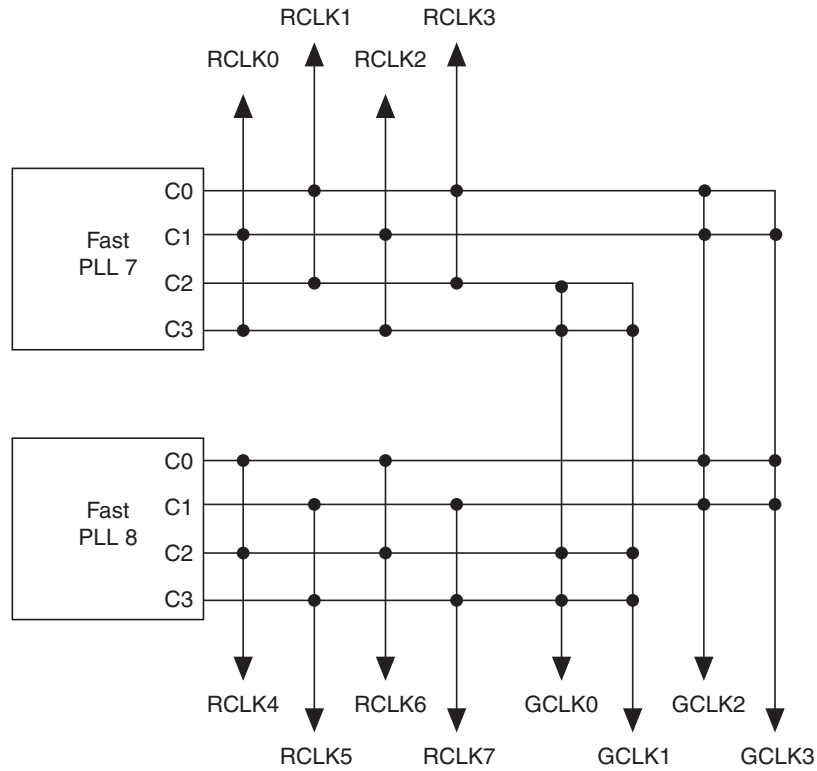 RCLK1 RCLK3
RCLK0 RCLK2
C0
Fast
PLL 7
C1
C2
C3
C0
Fast
PLL 8
C1
C2
C3
RCLK4 RCLK6 GCLK0 GCLK2
RCLK5 RCLK7 GCLK1 GCLK3